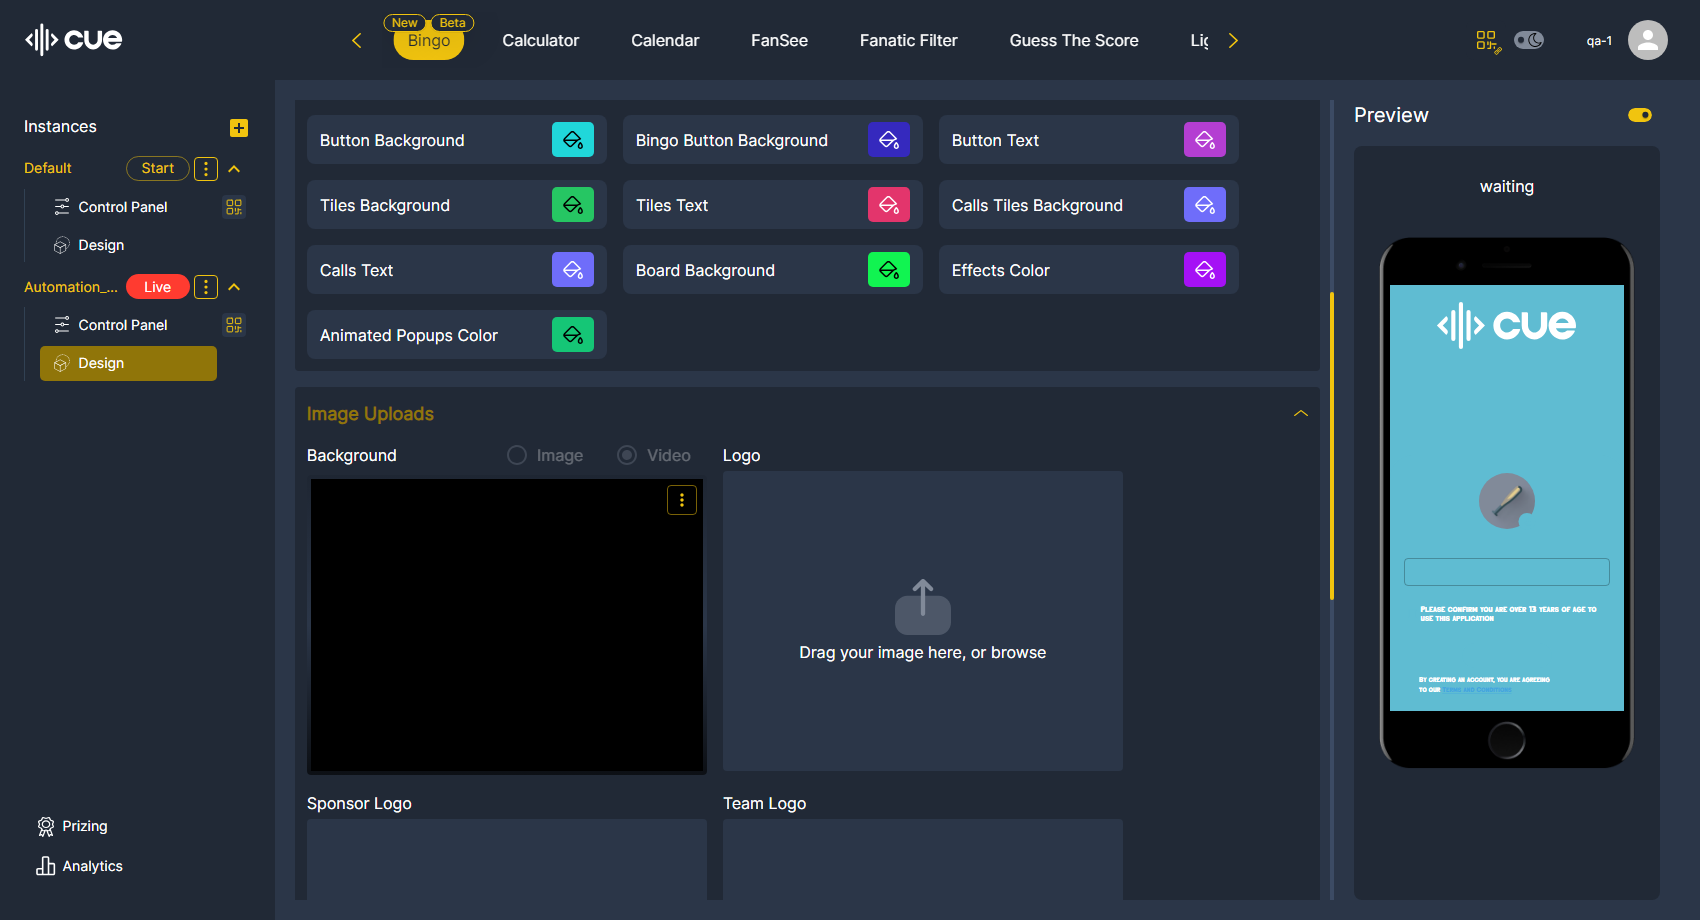 cue
New Beta
Bingo
Calculator
Calendar
FanSee
Fanatic Filter
Guess The Score
qa-1
Instances
Default
Start
Control Panel
Design
Automation_...
Live
Control Panel
Design
Prizing
Analytics
Button Background
Bingo Button Background
Button Text
Tiles Background
Tiles Text
Calls Tiles Background
Calls Text
Board Background
Effects Color
Animated Popups Color
Image Uploads
Background
Image
Video
Logo
Drag your image here, or browse
Sponsor Logo
Team Logo
Preview
waiting
cue
Please confirm you are over 13 years of age to
use this application
By creating an account, you are agreeing
to our Terms and Conditions